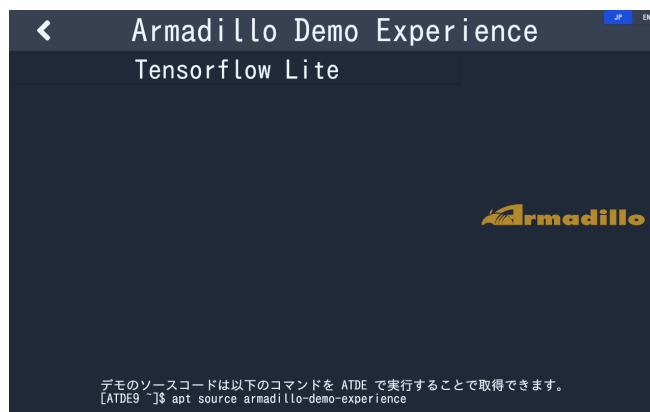 Armadillo Demo Experience
JP EN
Tensorflow Lite
Armadillo
デモのソースコードは以下のコマンドを ATDE で実行することで取得できます。
[ATDE9 ~]$ apt source armadillo-demo-experience